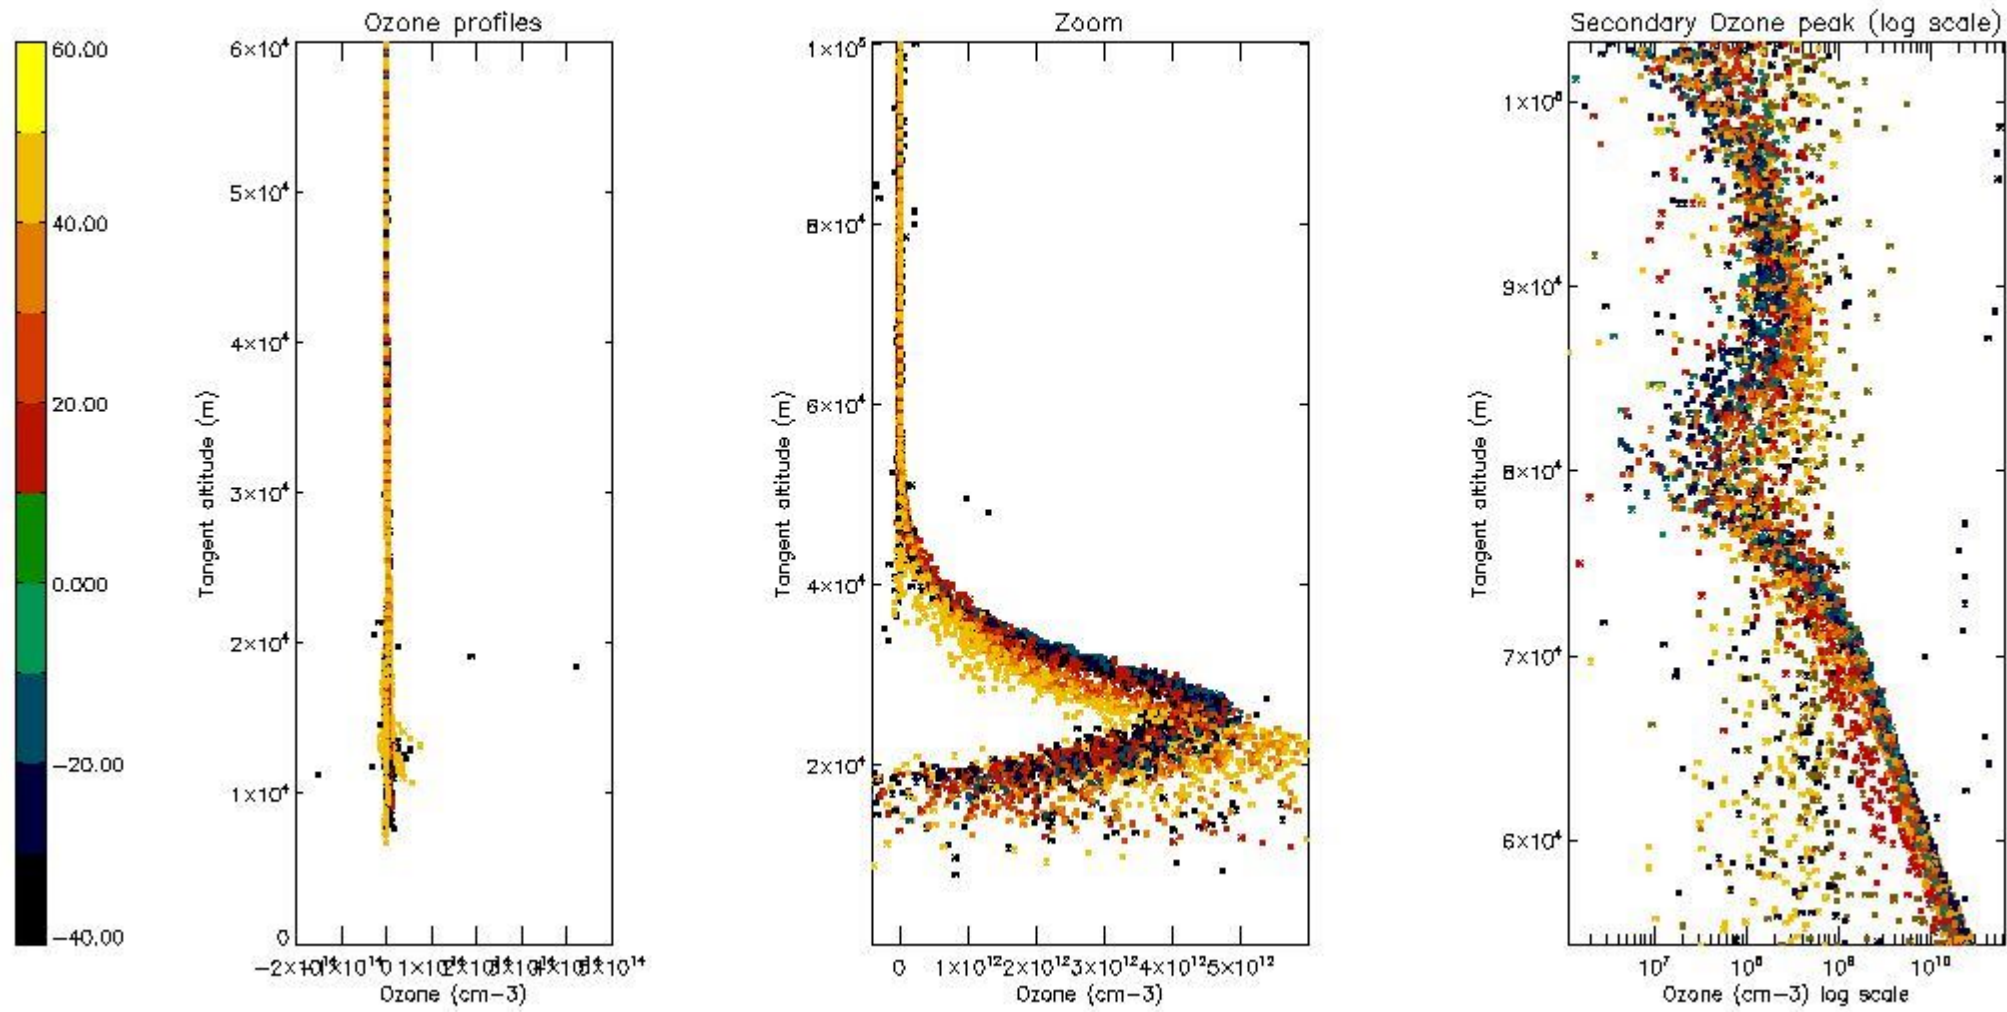 Ozone profiles
Zoom
Secondary Ozone peak (log scale)
60.00
40.00
20.00
0.000
−20.00
−40.00
6×10⁴
5×10⁴
4×10⁴
3×10⁴
2×10⁴
1×10⁴
0
Tangent altitude (m)
0
5×10¹⁴
Ozone (cm−3)
1×10⁵
8×10⁴
6×10⁴
4×10⁴
2×10⁴
Tangent altitude (m)
0 1×10¹² 2×10¹² 3×10¹² 4×10¹² 5×10¹²
Ozone (cm−3)
9×10⁴
8×10⁴
7×10⁴
6×10⁴
Tangent altitude (m)
10⁷ 10⁸ 10⁹ 10¹⁰
Ozone (cm−3) log scale